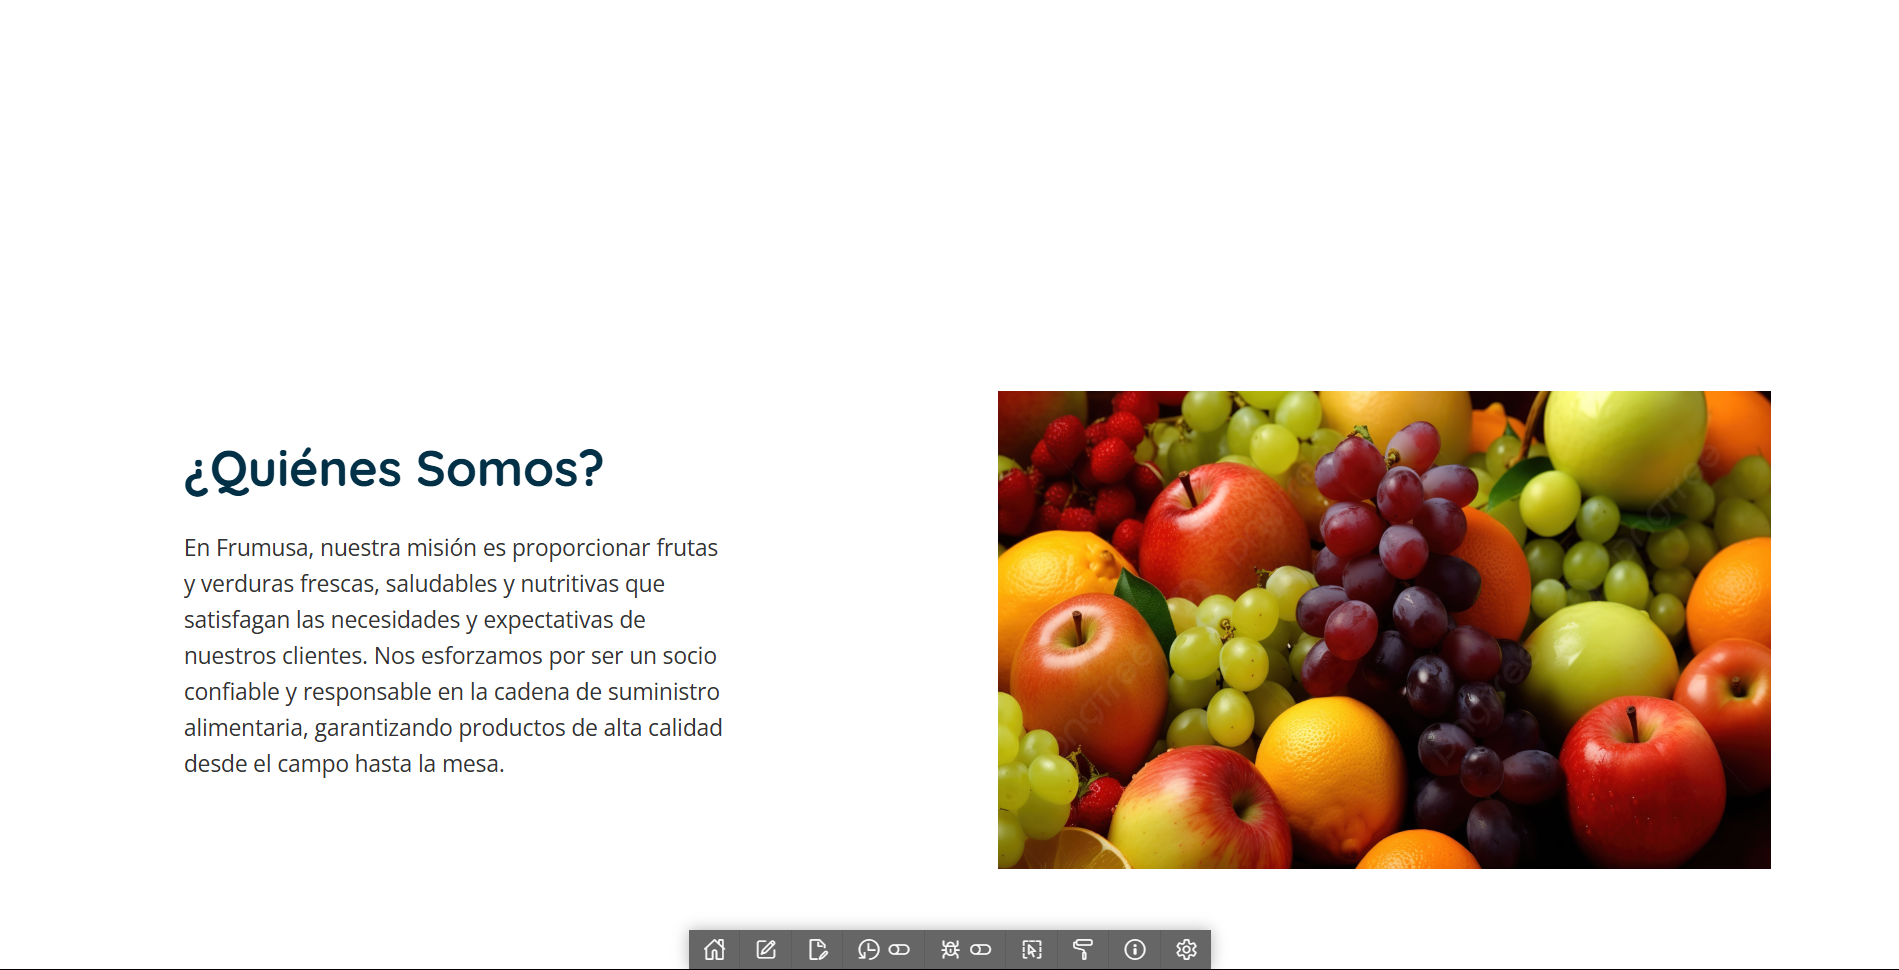 ¿Quiénes Somos?
En Frumusa, nuestra misión es proporcionar frutas
y verduras frescas, saludables y nutritivas que
satisfagan las necesidades y expectativas de
nuestros clientes. Nos esforzamos por ser un socio
confiable y responsable en la cadena de suministro
alimentaria, garantizando productos de alta calidad
desde el campo hasta la mesa.